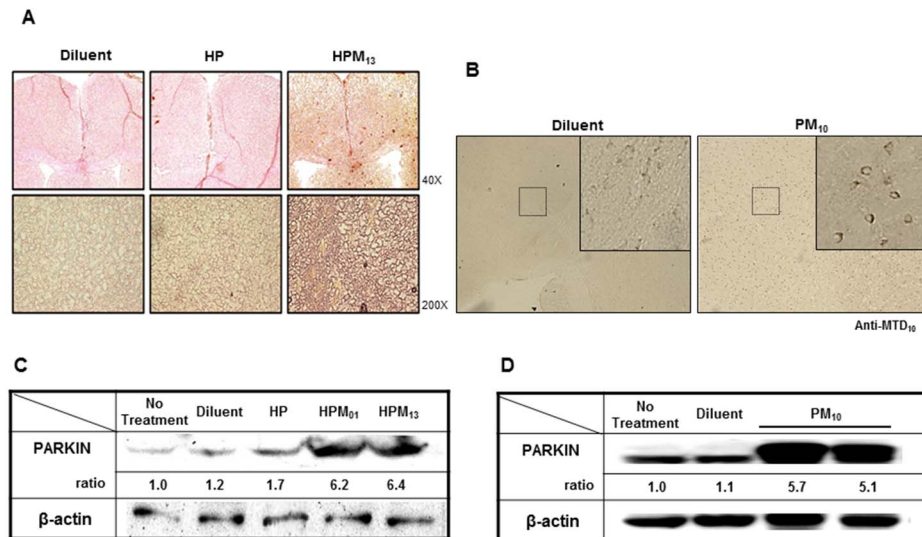 A
Diluent HP HPM₁₃
40X
200X
B
Diluent PM₁₀
Anti-MTD₁₀
C
No Treatment Diluent HP HPM₀₁ HPM₁₃
PARKIN
ratio 1.0 1.2 1.7 6.2 6.4
β-actin
D
No Treatment Diluent PM₁₀
PARKIN
ratio 1.0 1.1 5.7 5.1
β-actin